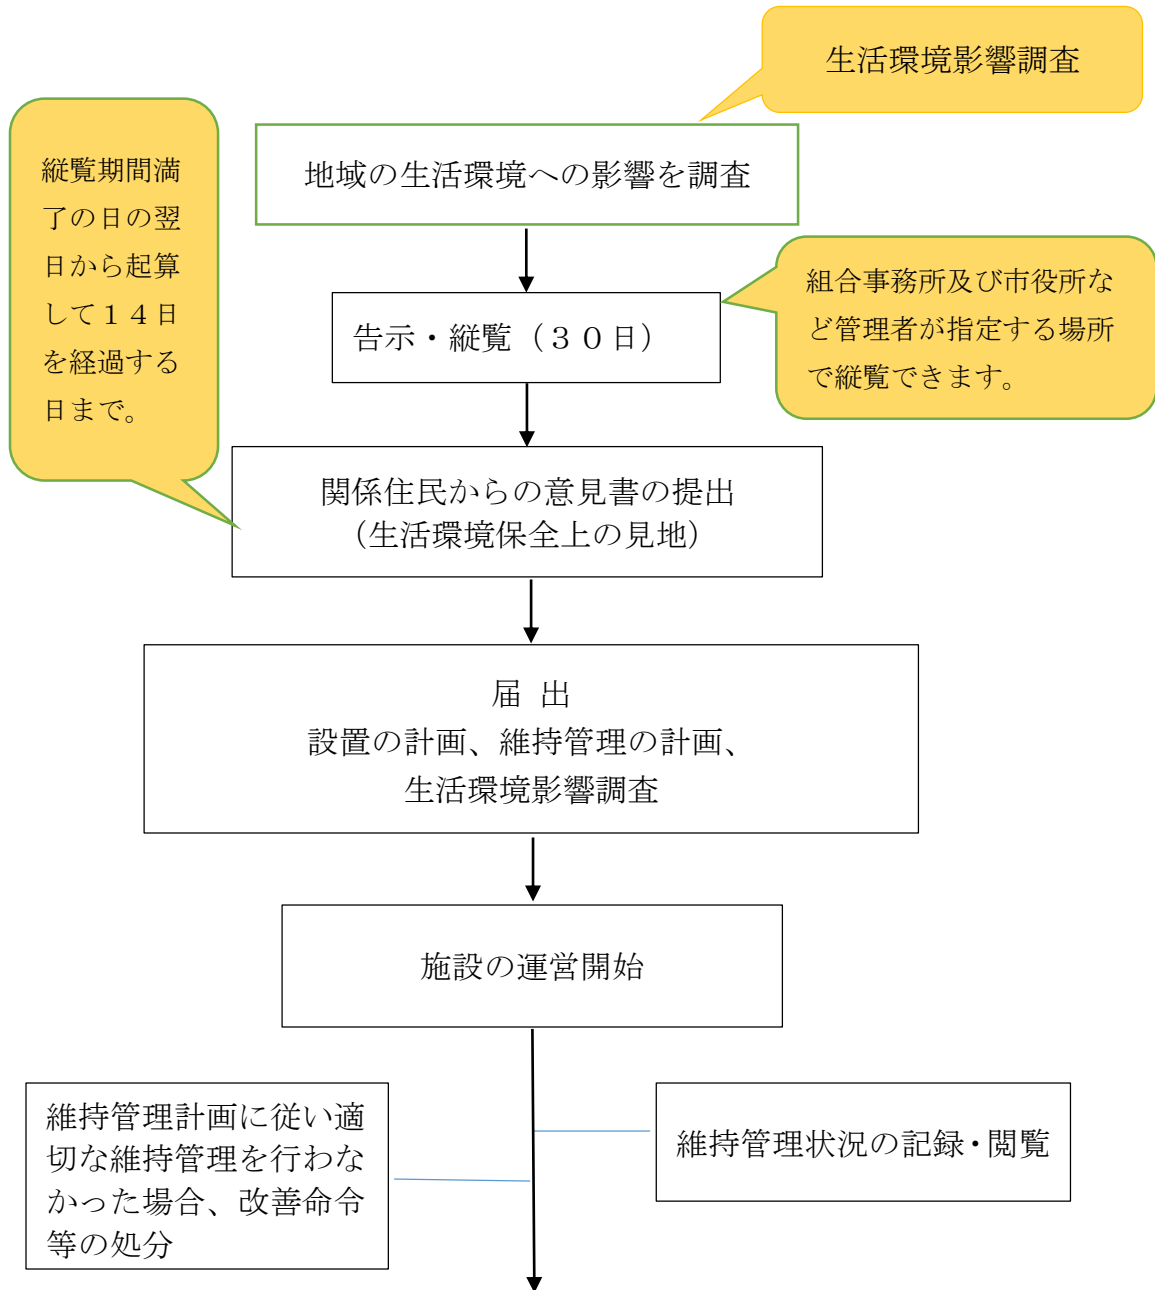 生活環境影響調査
地域の生活環境への影響を調査
縦覧期間満
了の日の翌
日から起算
して１４日
を経過する
日まで。
組合事務所及び市役所な
ど管理者が指定する場所
で縦覧できます。
告示・縦覧（３０日）
関係住民からの意見書の提出
（生活環境保全上の見地）
届 出
設置の計画、維持管理の計画、
生活環境影響調査
施設の運営開始
維持管理計画に従い適
切な維持管理を行わな
かった場合、改善命令
等の処分
維持管理状況の記録・閲覧